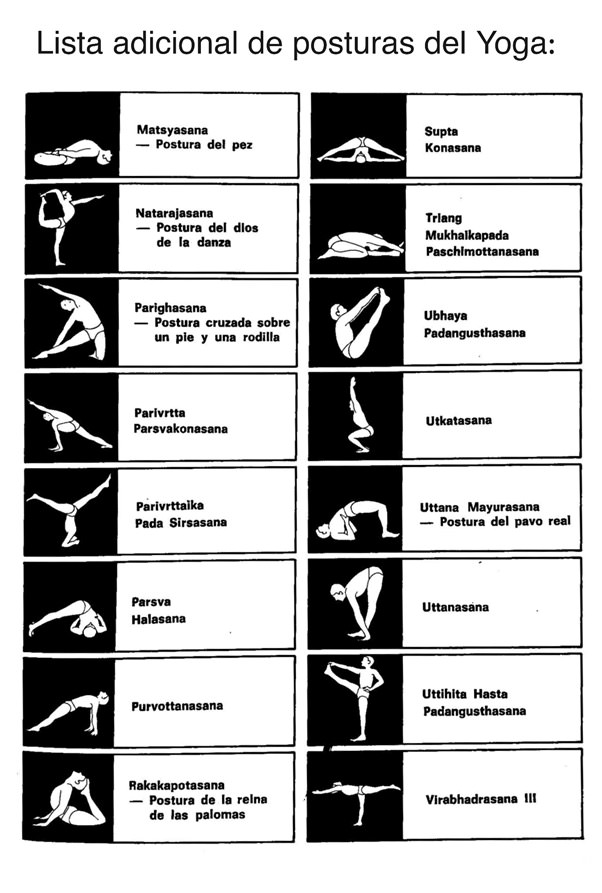 Lista adicional de posturas del Yoga:
Matsyasana
— Postura del pez
Natarajasana
— Postura del dios
de la danza
Parighasana
— Postura cruzada sobre
un pie y una rodilla
Parivrtta
Parsvakonasana
Parivrttaika
Pada Sirsasana
Parsva
Halasana
Purvottanasana
Rakakapotasana
— Postura de la reina
de las palomas
Supta
Konasana
Triang
Mukhaikapada
Paschimottanasana
Ubhaya
Padangusthasana
Utkatasana
Uttana Mayurasana
— Postura del pavo real
Uttanasana
Uttihita Hasta
Padangusthasana
Virabhadrasana III